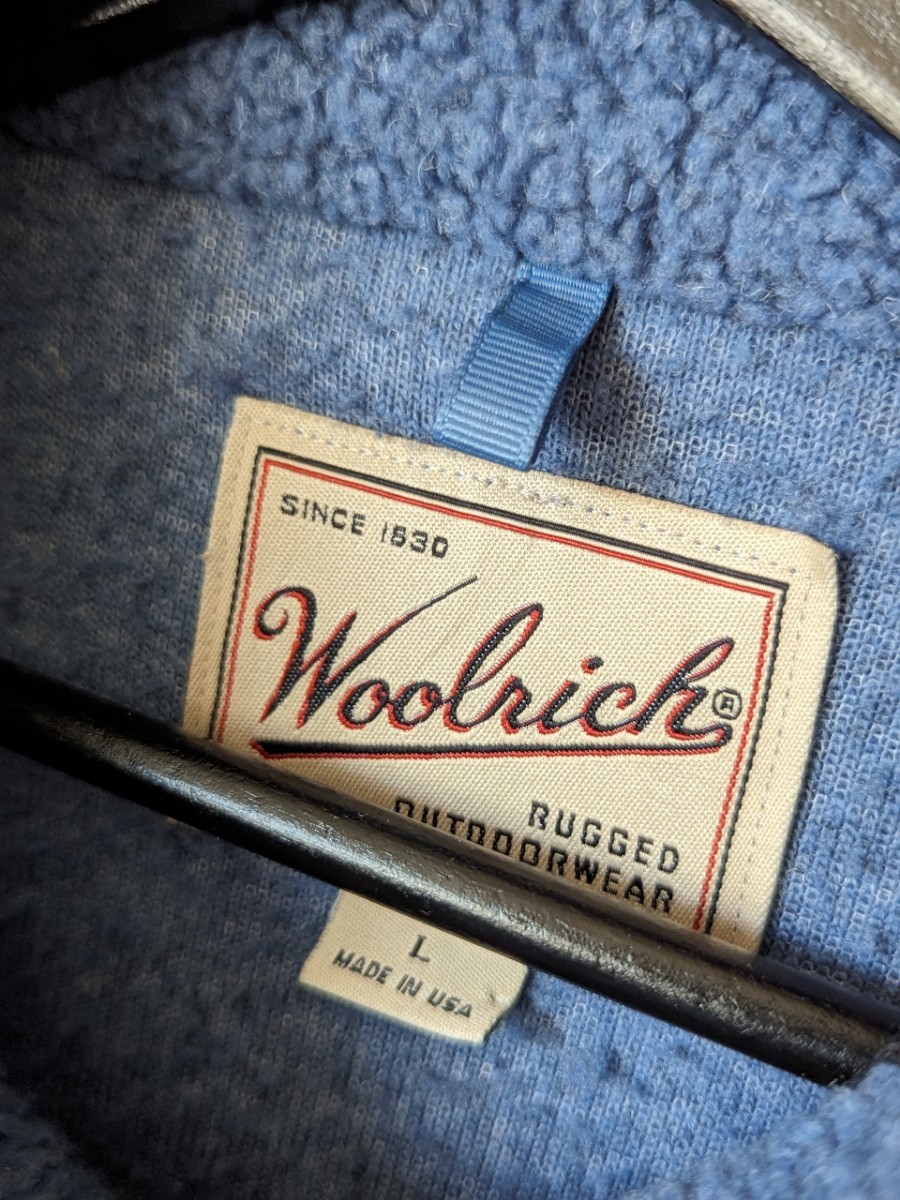 SINCE 1830
Woolrich®
RUGGED
OUTDOORWEAR
L
MADE IN USA